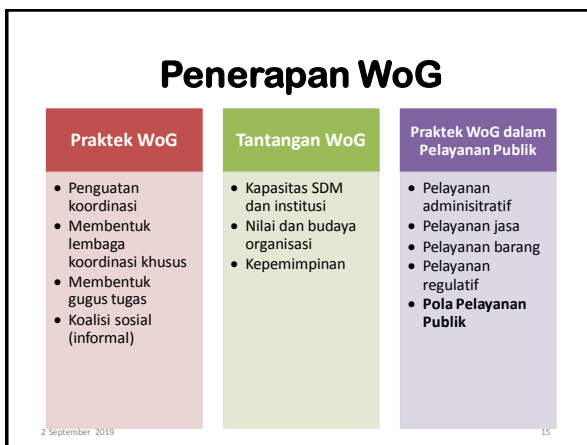 Penerapan WoG
Praktek WoG
• Penguatan
koordinasi
• Membentuk
lembaga
koordinasi khusus
• Membentuk
gugus tugas
• Koalisi sosial
(informal)
Tantangan WoG
• Kapasitas SDM
dan institusi
• Nilai dan budaya
organisasi
• Kepemimpinan
Praktek WoG dalam
Pelayanan Publik
• Pelayanan
adminisitratif
• Pelayanan jasa
• Pelayanan barang
• Pelayanan
regulatif
• Pola Pelayanan
Publik
2 September 2019
15